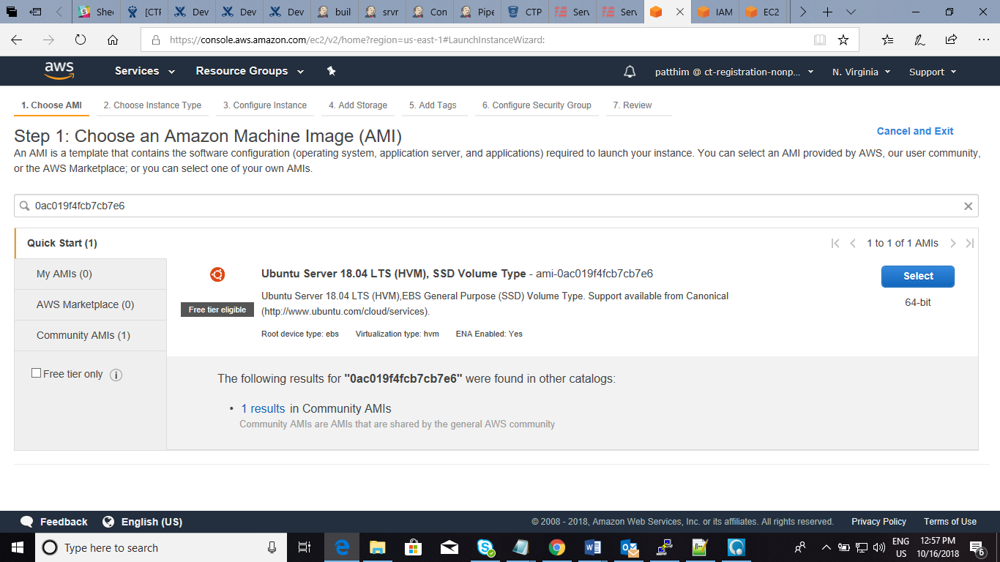 Shee
[CTF
Dev
Dev
Dev
buil
srvr
Con
Pipe
CTP
Serv
Serv
IAM
EC2
https://console.aws.amazon.com/ec2/v2/home?region=us-east-1#LaunchInstanceWizard:
aws
Services
Resource Groups
patthim @ ct-registration-nonp...
N. Virginia
Support
1. Choose AMI
2. Choose Instance Type
3. Configure Instance
4. Add Storage
5. Add Tags
6. Configure Security Group
7. Review
Step 1: Choose an Amazon Machine Image (AMI)
Cancel and Exit
An AMI is a template that contains the software configuration (operating system, application server, and applications) required to launch your instance. You can select an AMI provided by AWS, our user community,
or the AWS Marketplace; or you can select one of your own AMIs.
0ac019f4fcb7cb7e6
Quick Start (1)
1 to 1 of 1 AMIs
My AMIs (0)
AWS Marketplace (0)
Community AMIs (1)
Free tier only
Ubuntu Server 18.04 LTS (HVM), SSD Volume Type - ami-0ac019f4fcb7cb7e6
Select
Free tier eligible
Ubuntu Server 18.04 LTS (HVM),EBS General Purpose (SSD) Volume Type. Support available from Canonical
(http://www.ubuntu.com/cloud/services).
64-bit
Root device type: ebs
Virtualization type: hvm
ENA Enabled: Yes
The following results for "0ac019f4fcb7cb7e6" were found in other catalogs:
• 1 results in Community AMIs
Community AMIs are AMIs that are shared by the general AWS community
Feedback
English (US)
© 2008 - 2018, Amazon Web Services, Inc. or its affiliates. All rights reserved.
Privacy Policy
Terms of Use
Type here to search
ENG
US
12:57 PM
10/16/2018
6